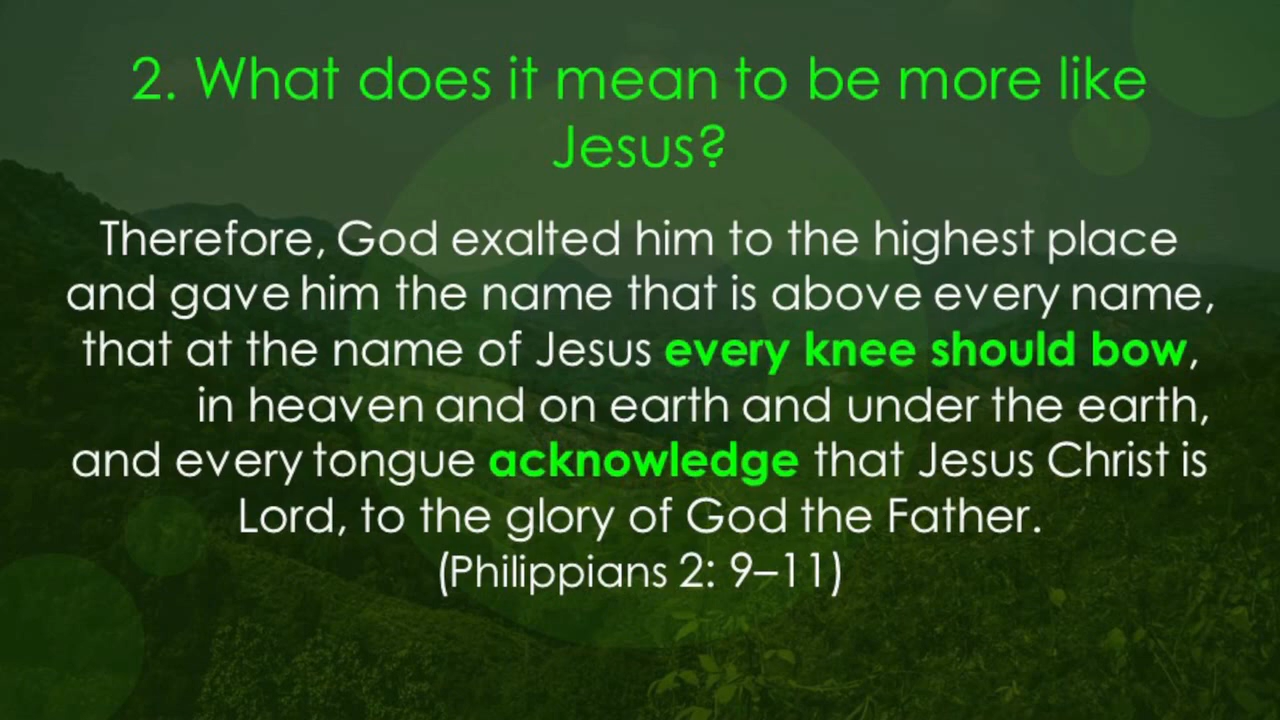 2. What does it mean to be more like
Jesus?
Therefore, God exalted him to the highest place
and gave him the name that is above every name,
that at the name of Jesus every knee should bow,
in heaven and on earth and under the earth,
and every tongue acknowledge that Jesus Christ is
Lord, to the glory of God the Father.
(Philippians 2: 9–11)